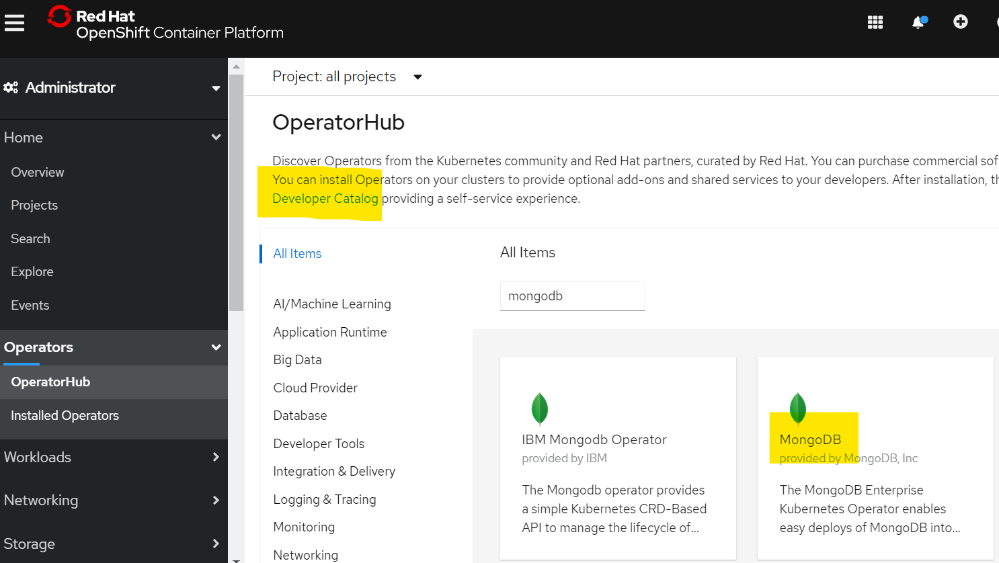 Red Hat
OpenShift Container Platform
Administrator
Home
Overview
Projects
Search
Explore
Events
Operators
OperatorHub
Installed Operators
Workloads
Networking
Storage
Project: all projects
OperatorHub
Discover Operators from the Kubernetes community and Red Hat partners, curated by Red Hat. You can purchase commercial sof
You can install Operators on your clusters to provide optional add-ons and shared services to your developers. After installation, th
Developer Catalog providing a self-service experience.
All Items
AI/Machine Learning
Application Runtime
Big Data
Cloud Provider
Database
Developer Tools
Integration & Delivery
Logging & Tracing
Monitoring
Networking
All Items
mongodb
IBM Mongodb Operator
provided by IBM
The Mongodb operator provides
a simple Kubernetes CRD-Based
API to manage the lifecycle of...
MongoDB
provided by MongoDB, Inc
The MongoDB Enterprise
Kubernetes Operator enables
easy deploys of MongoDB into...